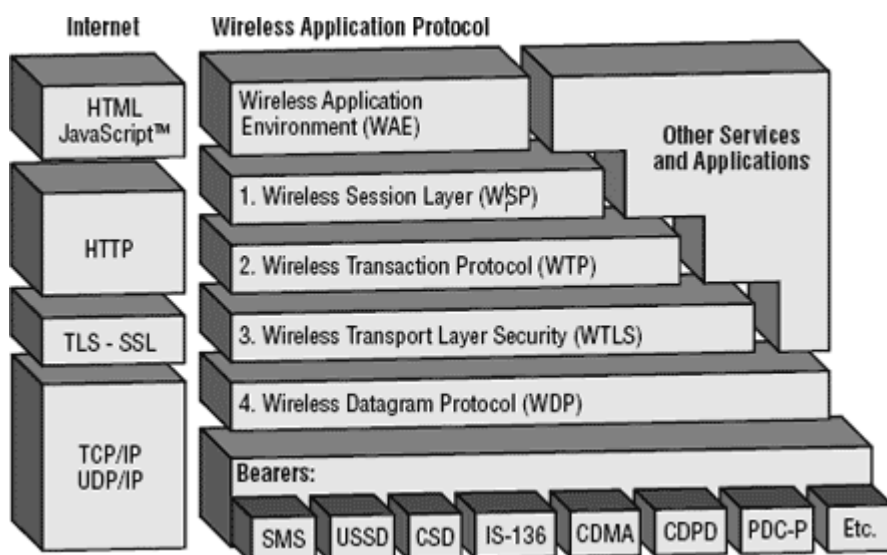 Internet
Wireless Application Protocol
HTML
JavaScript™
HTTP
TLS - SSL
TCP/IP
UDP/IP
Wireless Application
Environment (WAE)
1. Wireless Session Layer (WSP)
2. Wireless Transaction Protocol (WTP)
3. Wireless Transport Layer Security (WTLS)
4. Wireless Datagram Protocol (WDP)
Other Services
and Applications
Bearers:
SMS
USSD
CSD
IS-136
CDMA
CDPD
PDC-P
Etc.